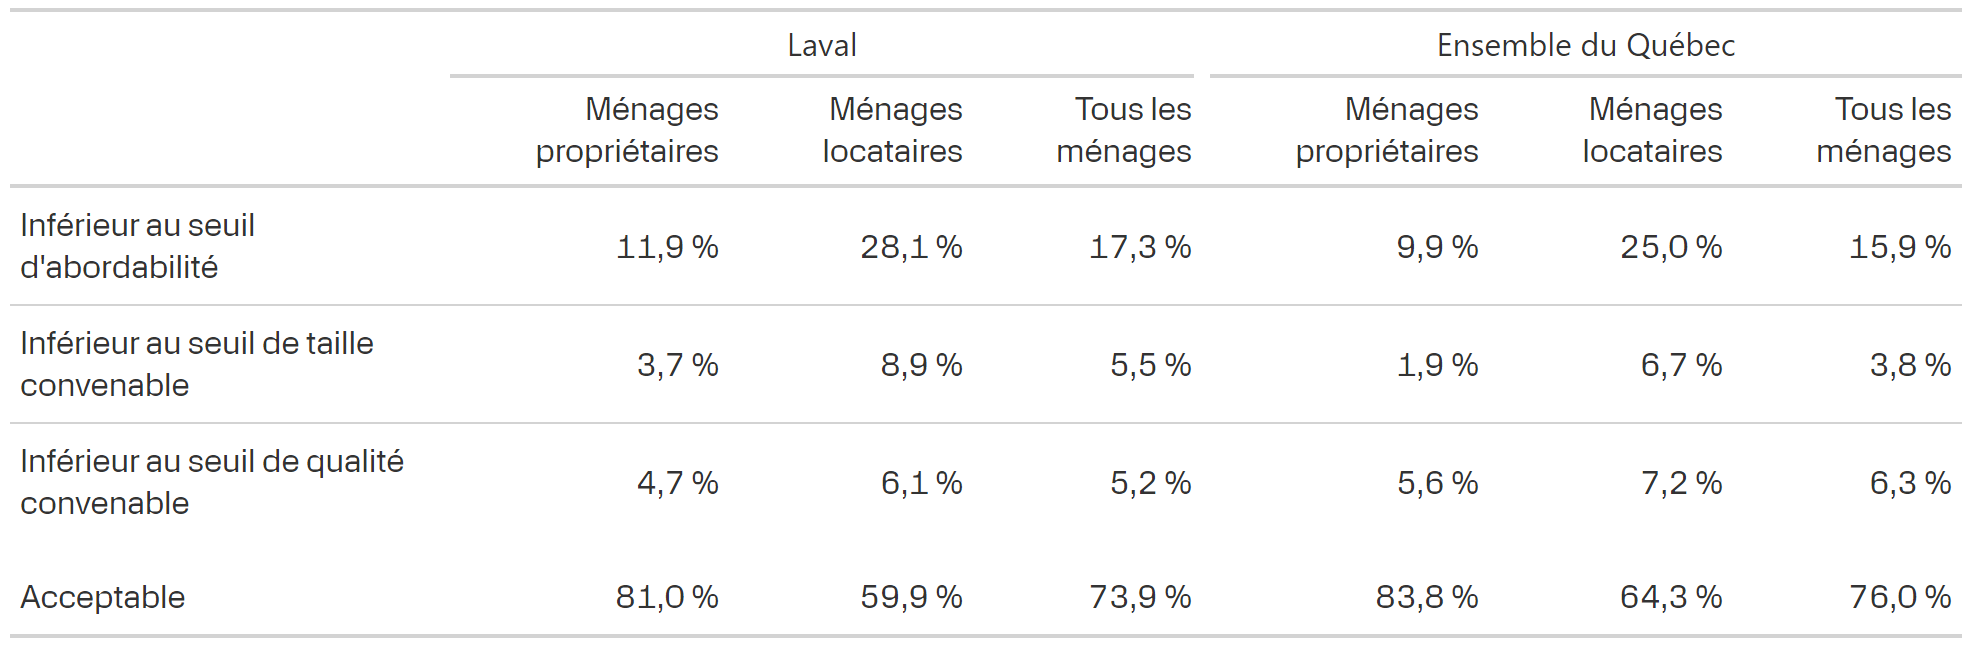 Laval Ensemble du Québec
Ménages Ménages Tous les Ménages Ménages Tous les
propriétaires locataires ménages propriétaires locataires ménages
Inférieur au seuil
d'abordabilité
11,9 % 28,1 % 17,3 % 9,9 % 25,0 % 15,9 %
Inférieur au seuil de taille
convenable
3,7 % 8,9 % 5,5 % 1,9 % 6,7 % 3,8 %
Inférieur au seuil de qualité
convenable
4,7 % 6,1 % 5,2 % 5,6 % 7,2 % 6,3 %
Acceptable 81,0 % 59,9 % 73,9 % 83,8 % 64,3 % 76,0 %